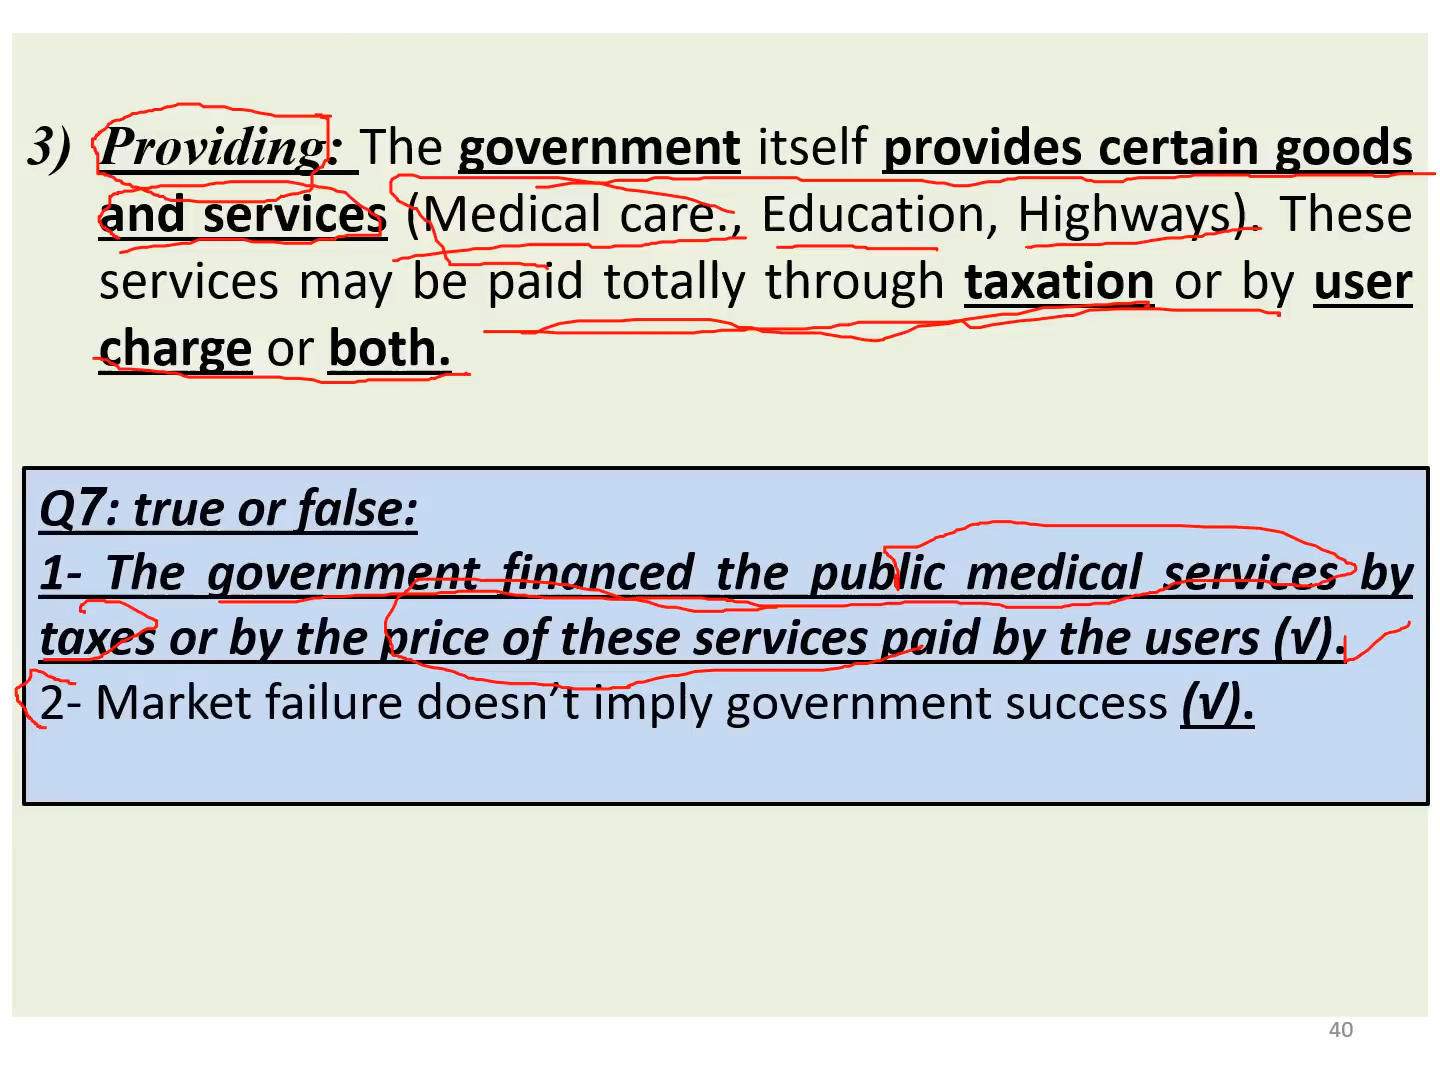 3) Providing: The government itself provides certain goods
and services (Medical care., Education, Highways). These
services may be paid totally through taxation or by user
charge or both.
Q7: true or false:
1- The government financed the public medical services by
taxes or by the price of these services paid by the users (√).
2- Market failure doesn’t imply government success (√).
40